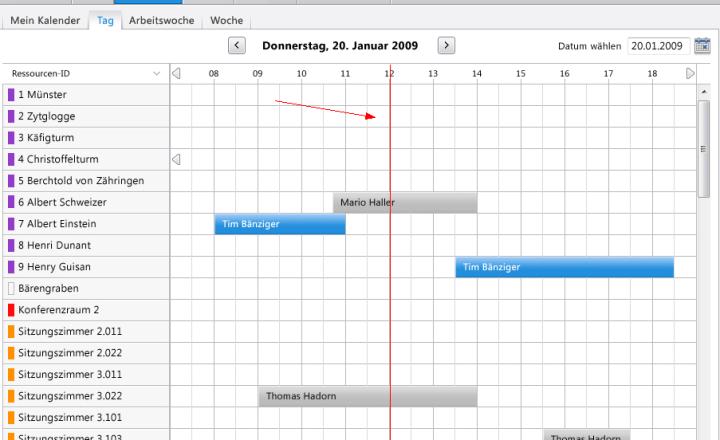 Mein Kalender Tag Arbeitswoche Woche
Donnerstag, 20. Januar 2009 Datum wählen 20.01.2009
Ressourcen-ID 08 09 10 11 12 13 14 15 16 17 18
1 Münster
2 Zytglogge
3 Käfigturm
4 Christoffelturm
5 Berchtold von Zähringen
6 Albert Schweizer Mario Haller
7 Albert Einstein Tim Bänziger
8 Henri Dunant
9 Henry Guisan Tim Bänziger
Bärengraben
Konferenzraum 2
Sitzungszimmer 2.011
Sitzungszimmer 2.022
Sitzungszimmer 3.011
Sitzungszimmer 3.022 Thomas Hadorn
Sitzungszimmer 3.101
Sitzungszimmer 3.103 Thomas Hadorn